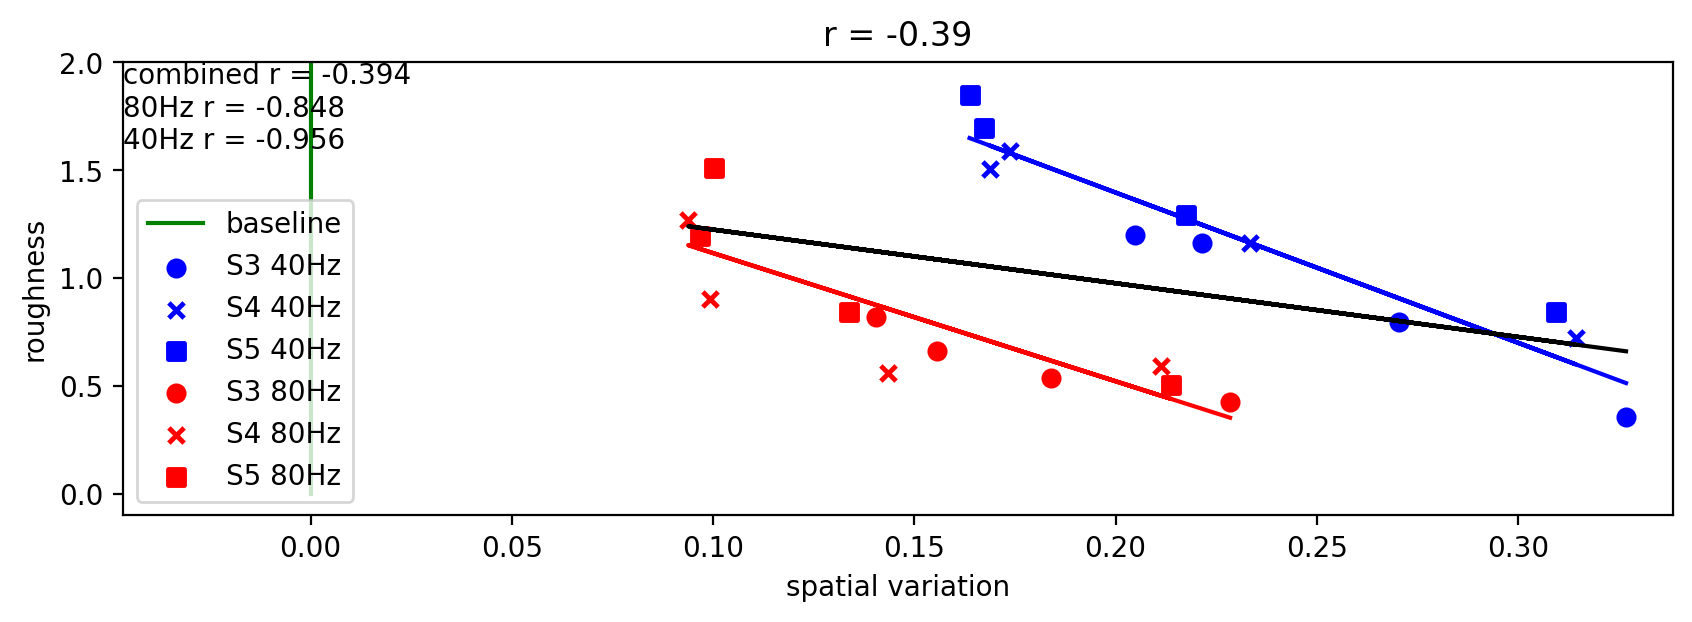 r = -0.39
combined r = -0.394
80Hz r = -0.848
40Hz r = -0.956
baseline
S3 40Hz
S4 40Hz
S5 40Hz
S3 80Hz
S4 80Hz
S5 80Hz
roughness
2.0
1.5
1.0
0.5
0.0
0.00 0.05 0.10 0.15 0.20 0.25 0.30
spatial variation